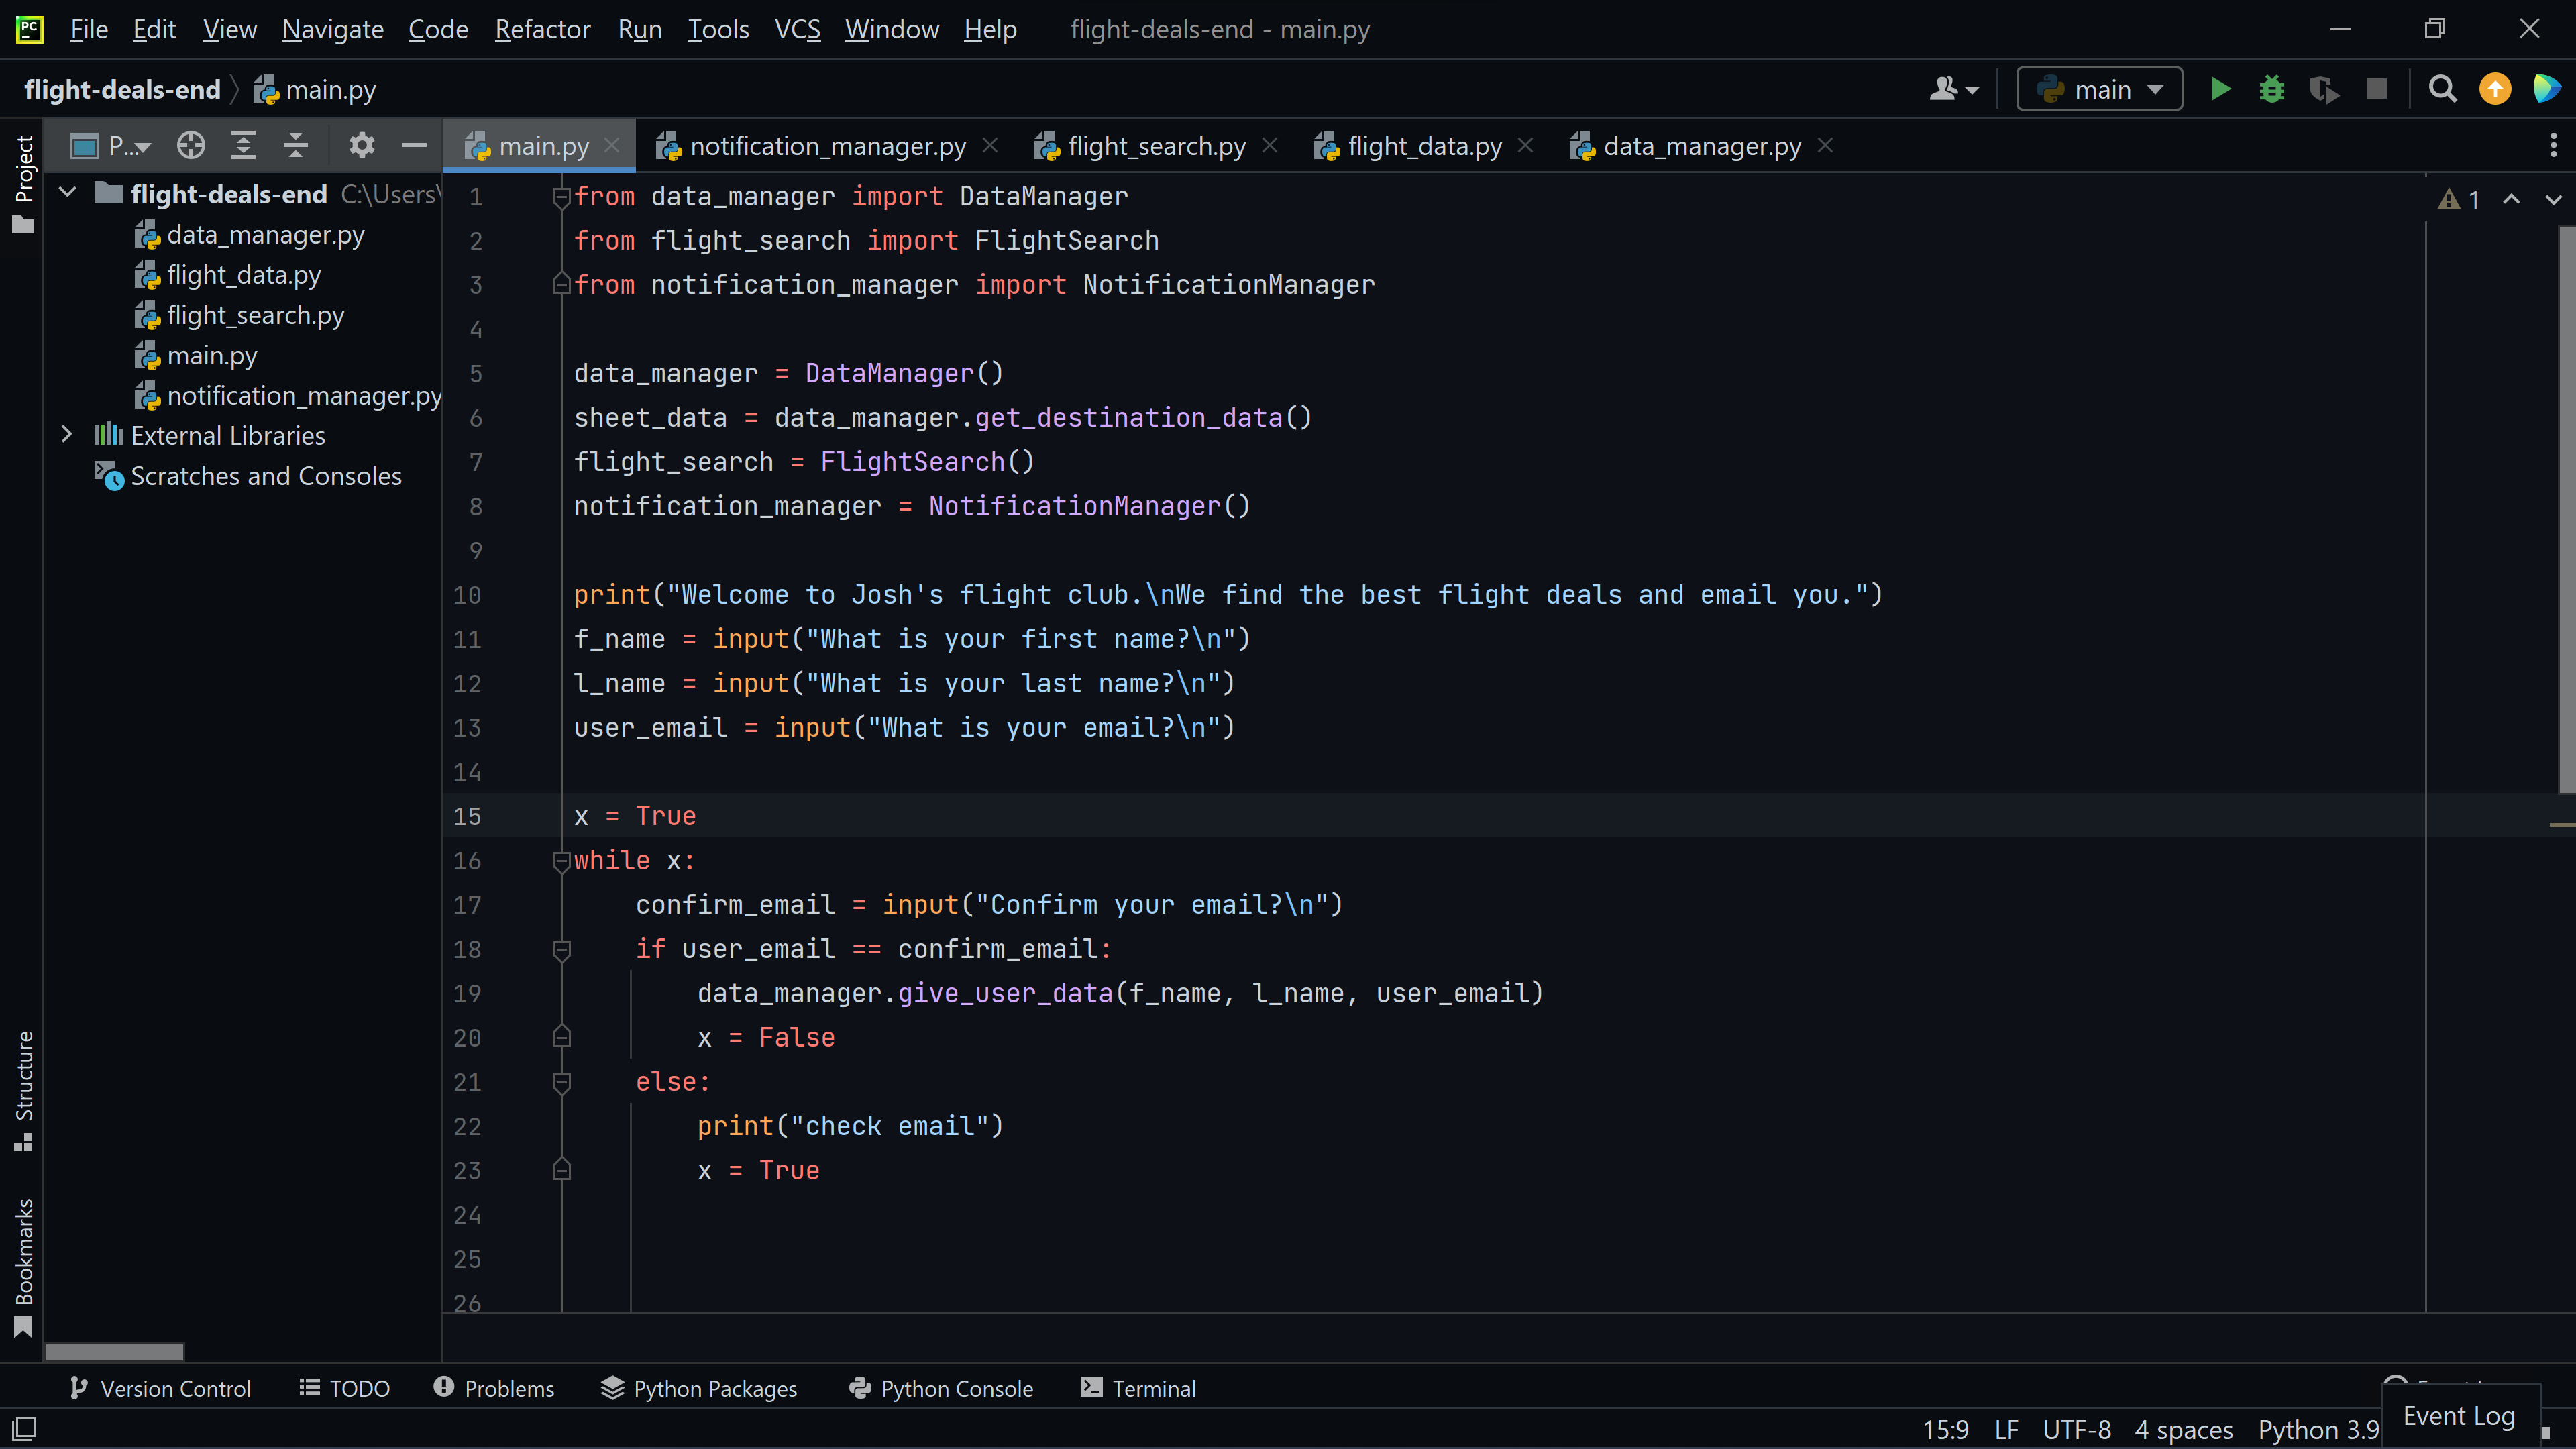 PC File Edit View Navigate Code Refactor Run Tools VCS Window Help flight-deals-end - main.py
flight-deals-end main.py main
Project P... main.py notification_manager.py flight_search.py flight_data.py data_manager.py
flight-deals-end C:\Users\
data_manager.py
flight_data.py
flight_search.py
main.py
notification_manager.py
External Libraries
Scratches and Consoles
Structure
Bookmarks
1 from data_manager import DataManager
2 from flight_search import FlightSearch
3 from notification_manager import NotificationManager
4
5 data_manager = DataManager()
6 sheet_data = data_manager.get_destination_data()
7 flight_search = FlightSearch()
8 notification_manager = NotificationManager()
9
10 print("Welcome to Josh's flight club.\nWe find the best flight deals and email you.")
11 f_name = input("What is your first name?\n")
12 l_name = input("What is your last name?\n")
13 user_email = input("What is your email?\n")
14
15 x = True
16 while x:
17     confirm_email = input("Confirm your email?\n")
18     if user_email == confirm_email:
19         data_manager.give_user_data(f_name, l_name, user_email)
20         x = False
21     else:
22         print("check email")
23         x = True
24
25
26
1
Version Control TODO Problems Python Packages Python Console Terminal
15:9 LF UTF-8 4 spaces Python 3.9 Event Log